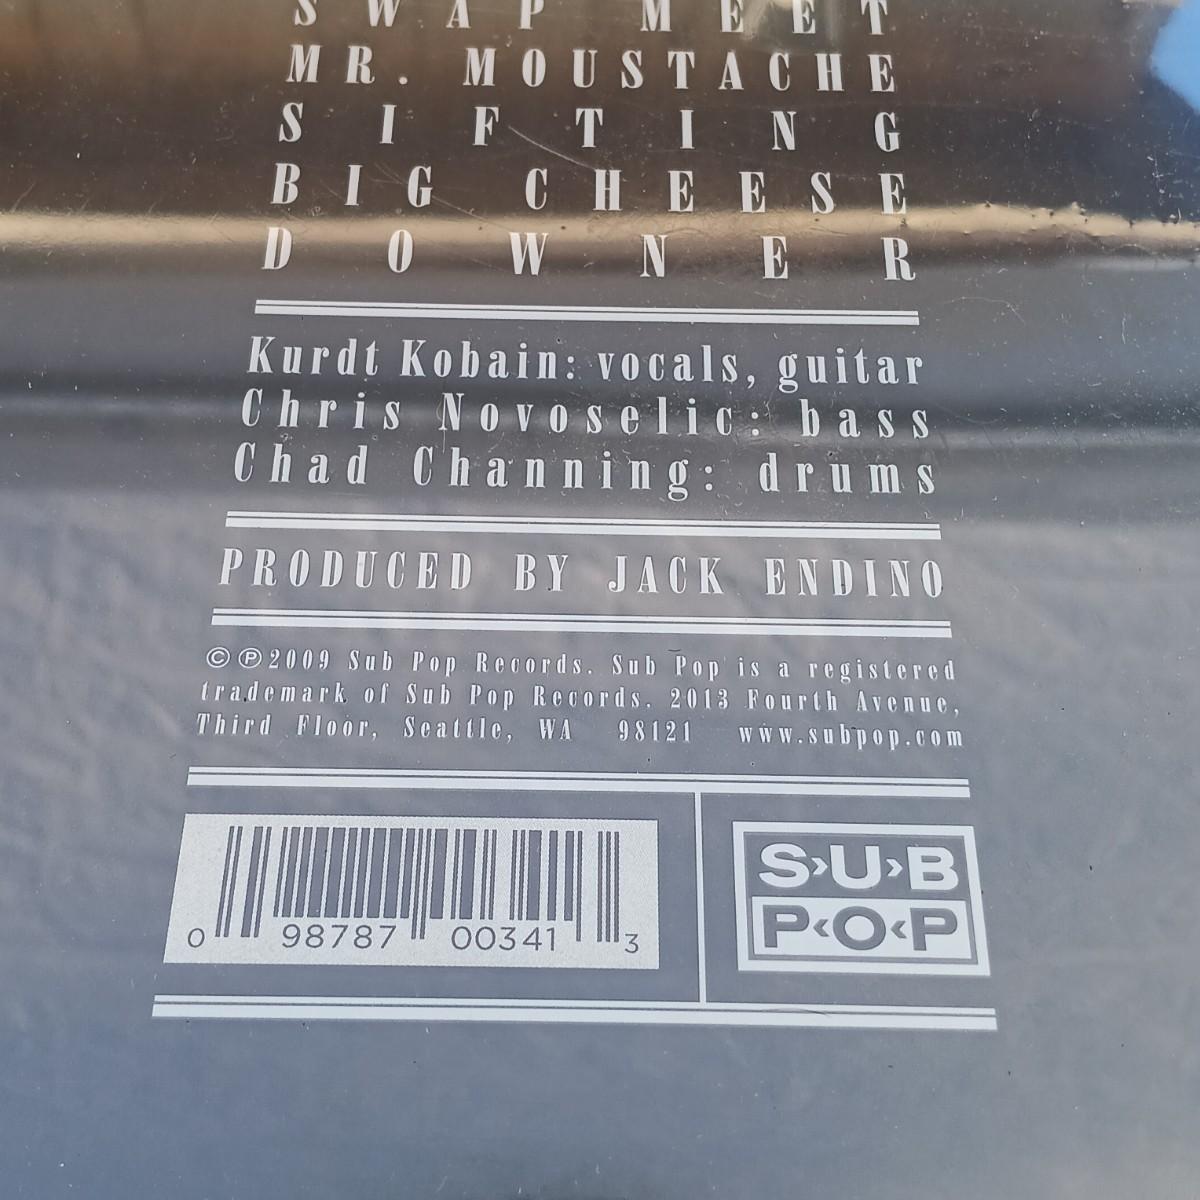 SWAP MEET
MR. MOUSTACHE
SIFTING
BIG CHEESE
DOWNER
Kurdt Kobain: vocals, guitar
Chris Novoselic: bass
Chad Channing: drums
PRODUCED BY JACK ENDINO
©℗2009 Sub Pop Records. Sub Pop is a registered
trademark of Sub Pop Records. 2013 Fourth Avenue,
Third Floor, Seattle, WA 98121 www.subpop.com
0 98787 00341 3
S›U›B
P‹O‹P